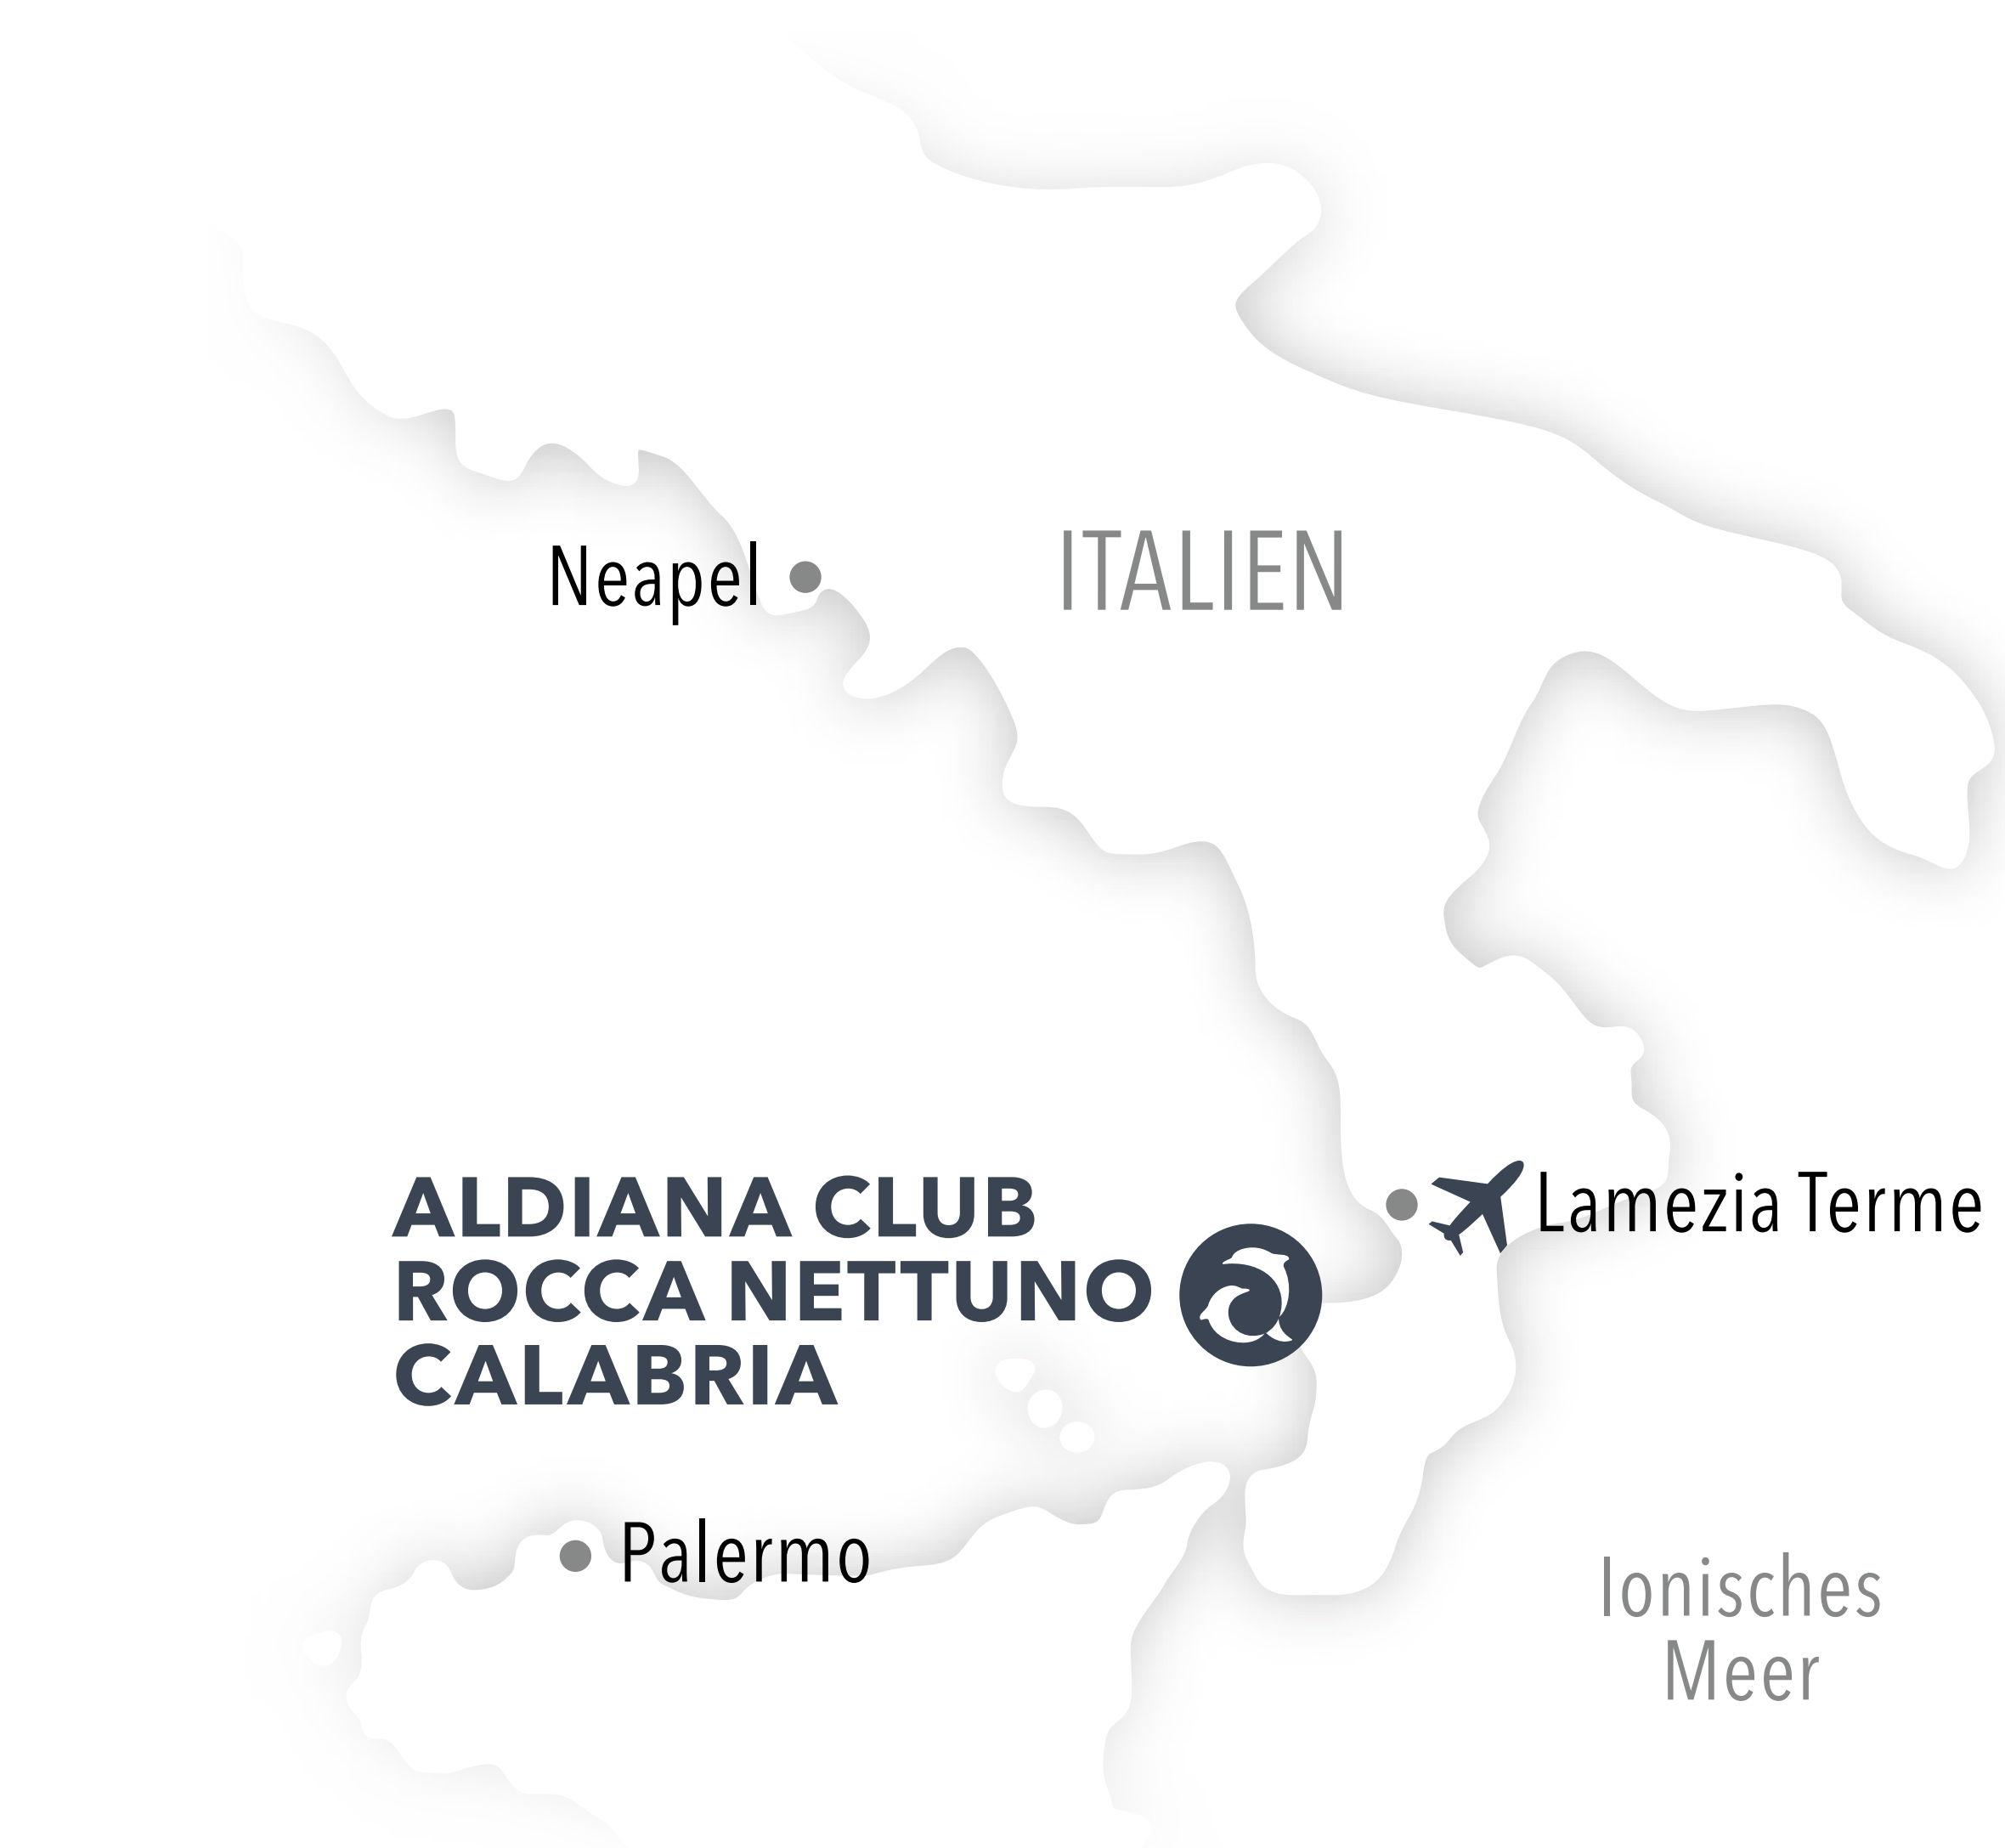 ITALIEN
Neapel
Lamezia Terme
ALDIANA CLUB
ROCCA NETTUNO
CALABRIA
Palermo
Ionisches
Meer